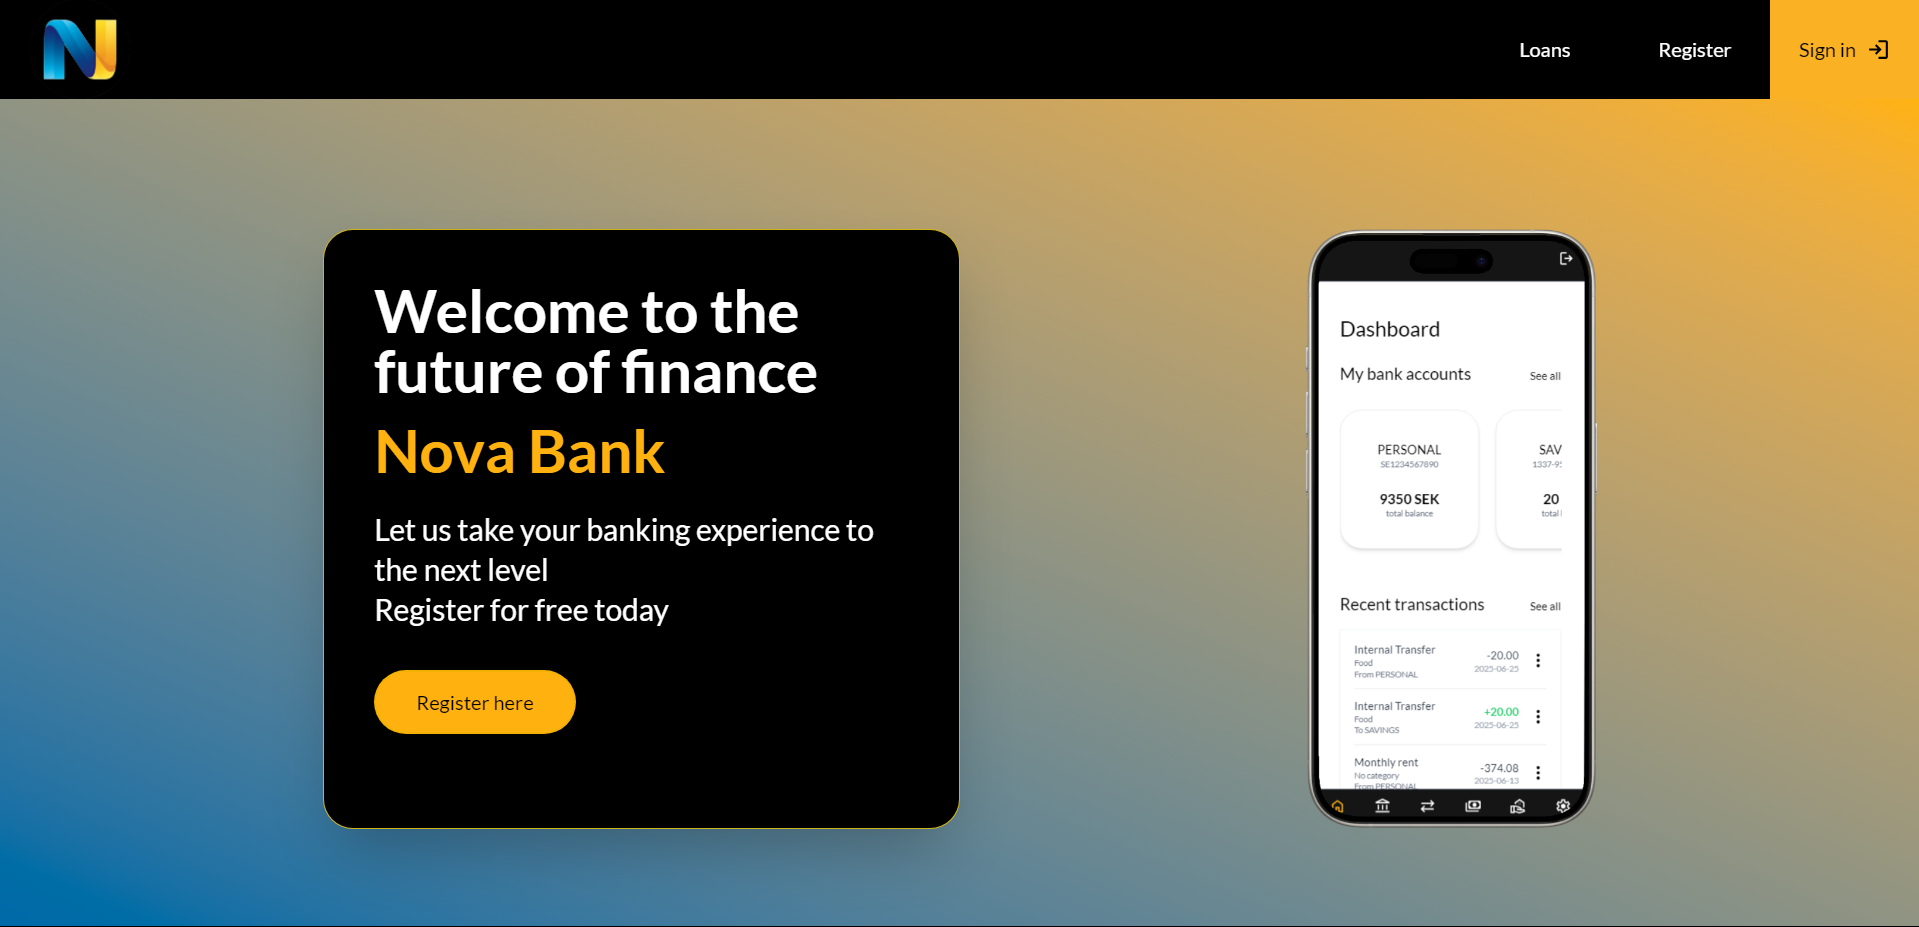 Loans
Register
Sign in
Welcome to the
future of finance
Nova Bank
Let us take your banking experience to
the next level
Register for free today
Register here
Dashboard
My bank accounts
See all
PERSONAL
SE1234567890
9350 SEK
total balance
SAV
1337-9
20
total
Recent transactions
See all
Internal Transfer
-20.00
Food
2025-06-25
From PERSONAL
Internal Transfer
+20.00
Food
2025-06-25
To SAVINGS
Monthly rent
-374.08
No category
2025-06-13
From PERSONAL